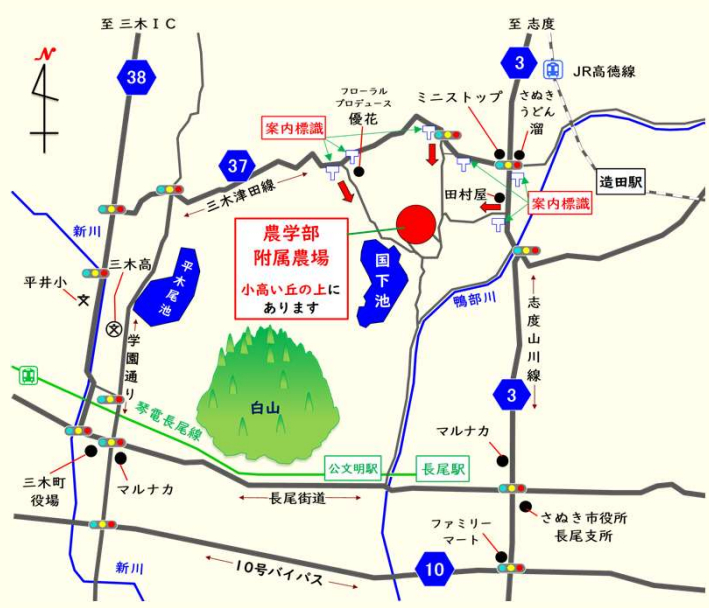 至 三木IC
至 志度
N
38
3
JR高徳線
フローラル
プロデュース
優花
ミニストップ
さぬき
うどん
溜
案内標識
37
三木津田線
造田駅
田村屋
案内標識
農学部
附属農場
小高い丘の上に
あります
新川
三木高
平木尾池
国下池
平井小
文
文
鴨部川
志度山川線
学園通り
3
白山
琴電長尾線
マルナカ
公文明駅
長尾駅
三木町
役場
マルナカ
長尾街道
さぬき市役所
長尾支所
ファミリー
マート
新川
10号バイパス
10